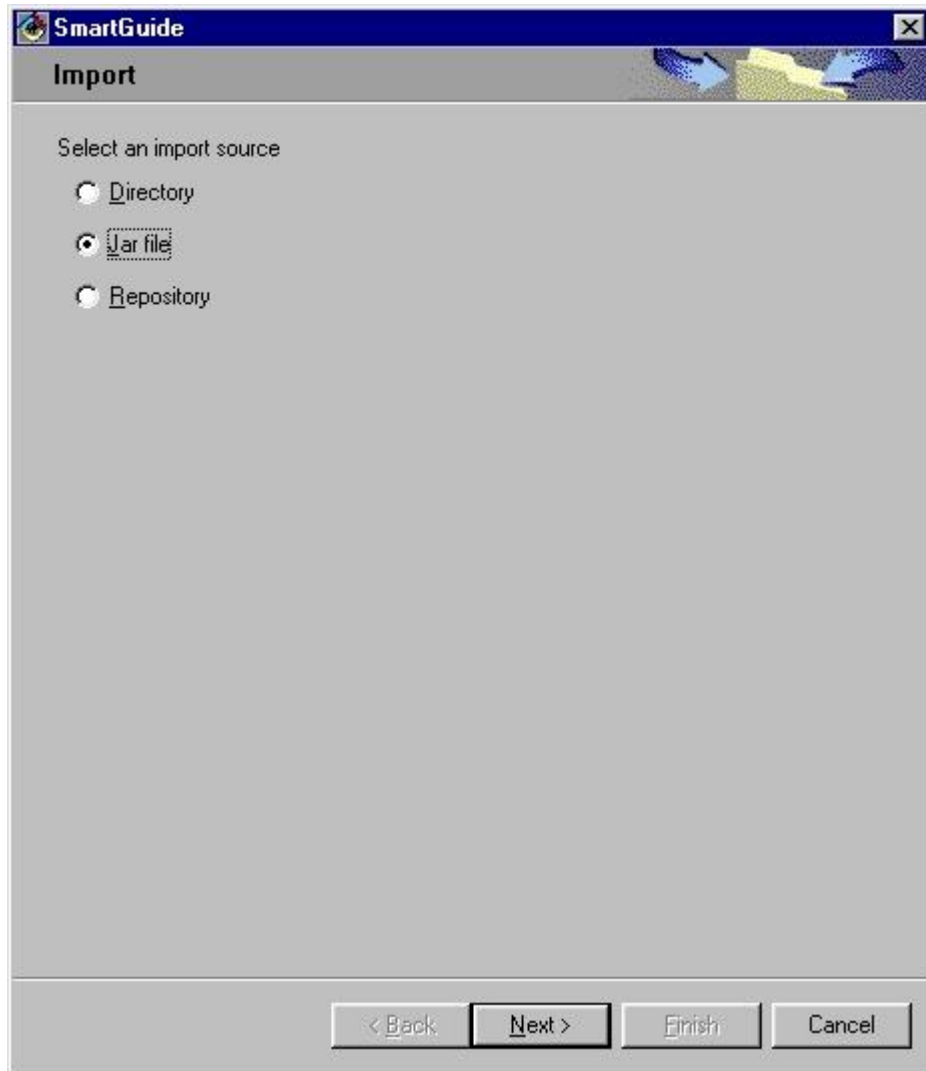 SmartGuide
Import
Select an import source
Directory
Jar file
Repository
< Back Next > Finish Cancel